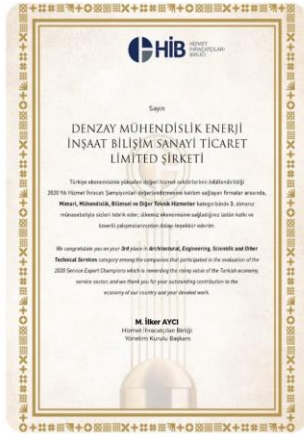 HİB HİZMET
İHRACATÇILARI
BİRLİĞİ
Sayın
DENZAY MÜHENDİSLİK ENERJİ
İNŞAAT BİLİŞİM SANAYİ TİCARET
LİMİTED ŞİRKETİ
Türkiye ekonomisinin yükselen değeri hizmet sektörlerinin ödüllendirildiği
2020 Yılı Hizmet İhracat Şampiyonları değerlendirmesine katılım sağlayan firmalar arasında,
Mimari, Mühendislik, Bilimsel ve Diğer Teknik Hizmetler kategorisinde 3. olmanız
münasebetiyle sizleri tebrik eder; ülkemiz ekonomisine sağladığınız üstün katkı ve
özverili çalışmalarınızdan dolayı teşekkür ederim.
We congratulate you on your 3rd place in Architectural, Engineering, Scientific and Other
Technical Services category among the companies that participated in the evaluation of the
2020 Service Export Champions which is rewarding the rising value of the Turkish economy,
service sector; and thank you for your outstanding contribution to the
economy of our country and your devoted work.
M. İlker AYCI
Hizmet İhracatçıları Birliği
Yönetim Kurulu Başkanı